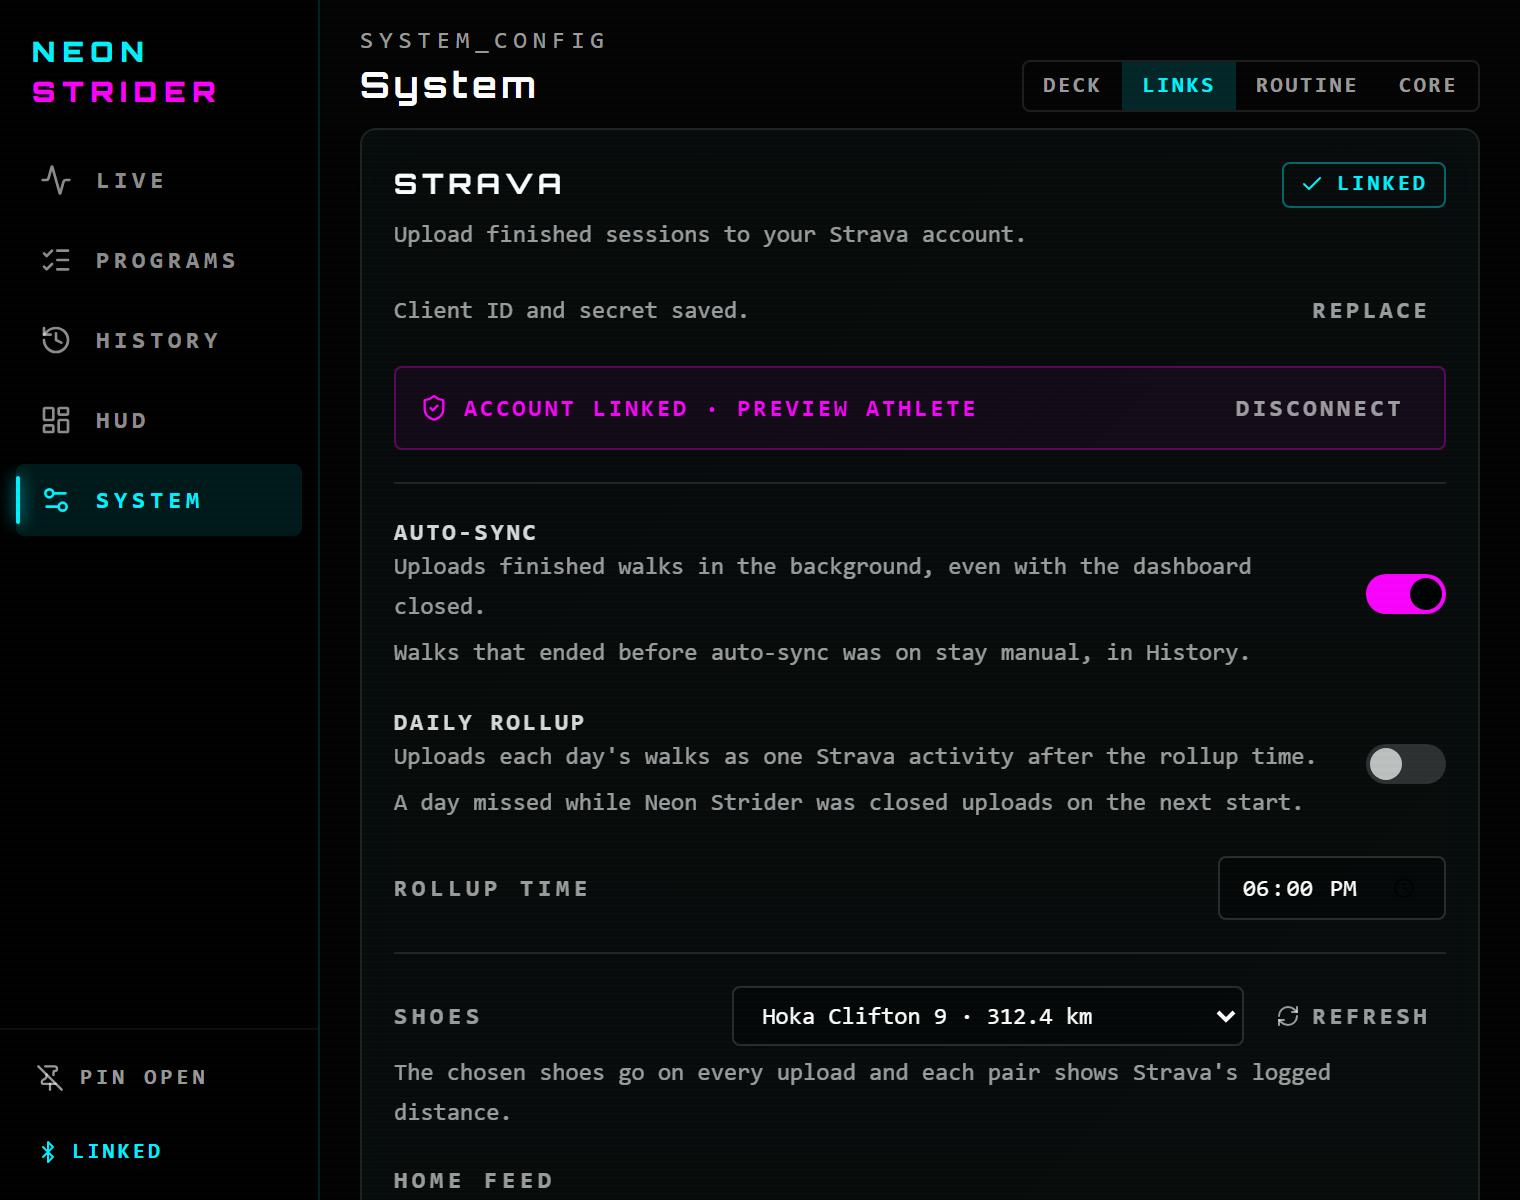 NEON
STRIDER
LIVE
PROGRAMS
HISTORY
HUD
SYSTEM
PIN OPEN
LINKED
SYSTEM_CONFIG
System
DECK LINKS ROUTINE CORE
STRAVA
LINKED
Upload finished sessions to your Strava account.
Client ID and secret saved.
REPLACE
ACCOUNT LINKED · PREVIEW ATHLETE
DISCONNECT
AUTO-SYNC
Uploads finished walks in the background, even with the dashboard
closed.
Walks that ended before auto-sync was on stay manual, in History.
DAILY ROLLUP
Uploads each day's walks as one Strava activity after the rollup time.
A day missed while Neon Strider was closed uploads on the next start.
ROLLUP TIME
06:00 PM
SHOES
Hoka Clifton 9 · 312.4 km
REFRESH
The chosen shoes go on every upload and each pair shows Strava's logged
distance.
HOME FEED